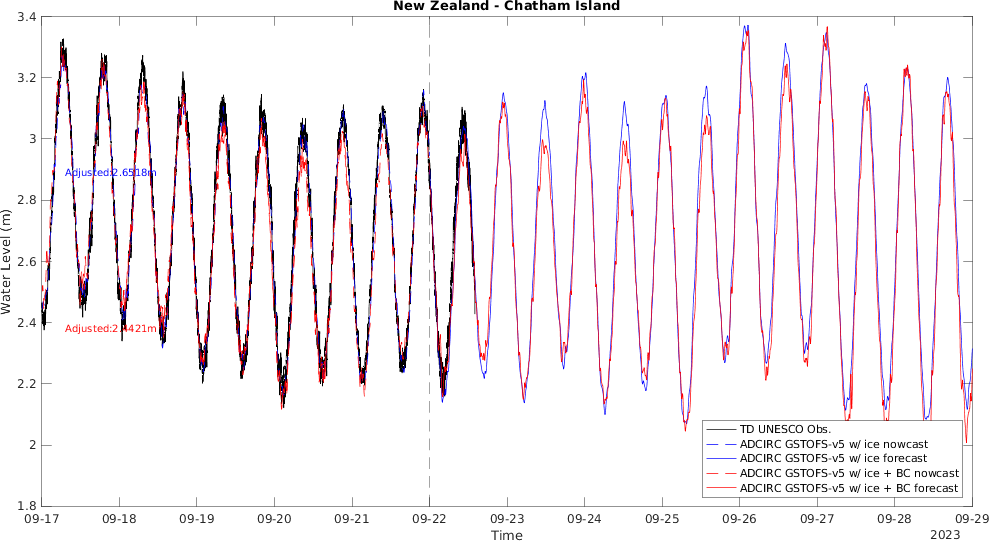 New Zealand - Chatham Island
3.4
3.2
3
2.8
2.6
2.4
2.2
2
1.8
Water Level (m)
Adjusted:2.6518m
Adjusted:2.4421m
TD UNESCO Obs.
ADCIRC GSTOFS-v5 w/ ice nowcast
ADCIRC GSTOFS-v5 w/ ice forecast
ADCIRC GSTOFS-v5 w/ ice + BC nowcast
ADCIRC GSTOFS-v5 w/ ice + BC forecast
09-17 09-18 09-19 09-20 09-21 09-22 09-23 09-24 09-25 09-26 09-27 09-28 09-29
Time
2023